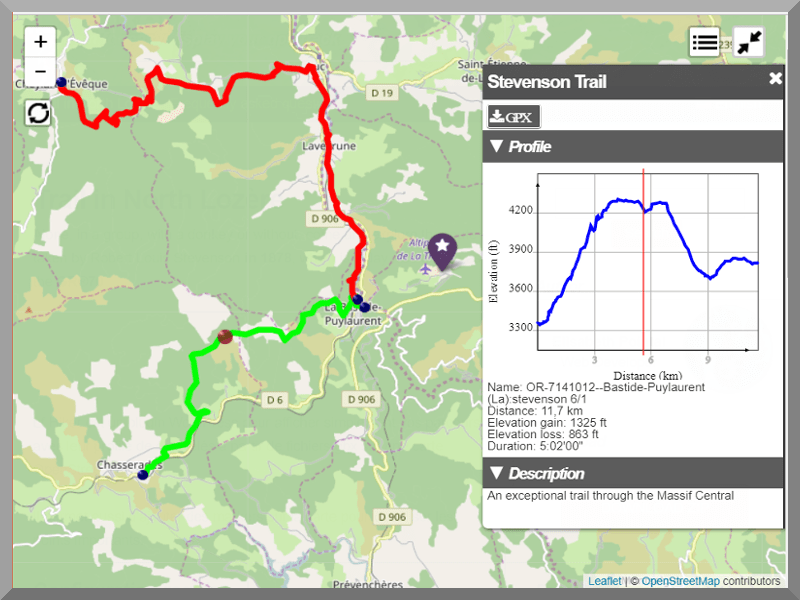 +
−
Évêque
Luc
D 19
Saint-Étienne
de-L
239
Laveyrune
D 906
Altip
de La T
La Bastide-
Puylaurent
D 6
D 906
Chasseradès
D 906
Prévenchères
Stevenson Trail
GPX
▼ Profile
Elevation (ft)
4200
3900
3600
3300
3
6
9
Distance (km)
Name: OR-7141012--Bastide-Puylaurent
(La):stevenson 6/1
Distance: 11,7 km
Elevation gain: 1325 ft
Elevation loss: 863 ft
Duration: 5:02'00"
▼ Description
An exceptional trail through the Massif Central
Leaflet | © OpenStreetMap contributors